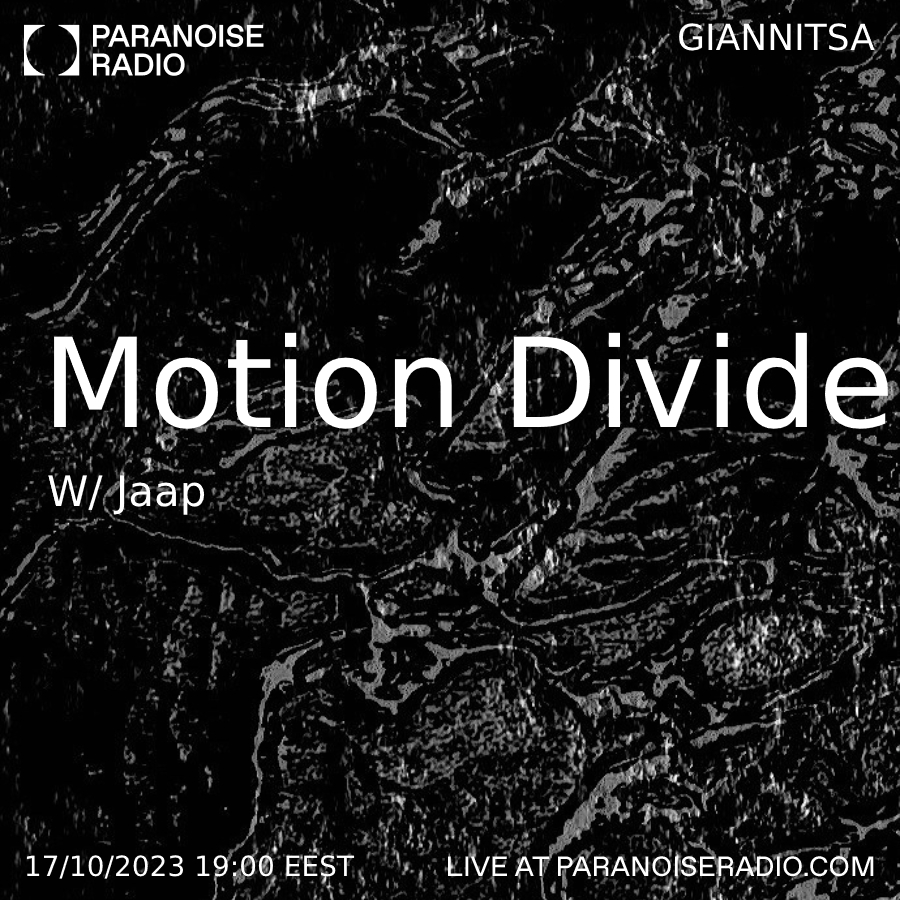 PARANOISE
RADIO
GIANNITSA
Motion Divide
W/ Jaap
17/10/2023 19:00 EEST
LIVE AT PARANOISERADIO.COM